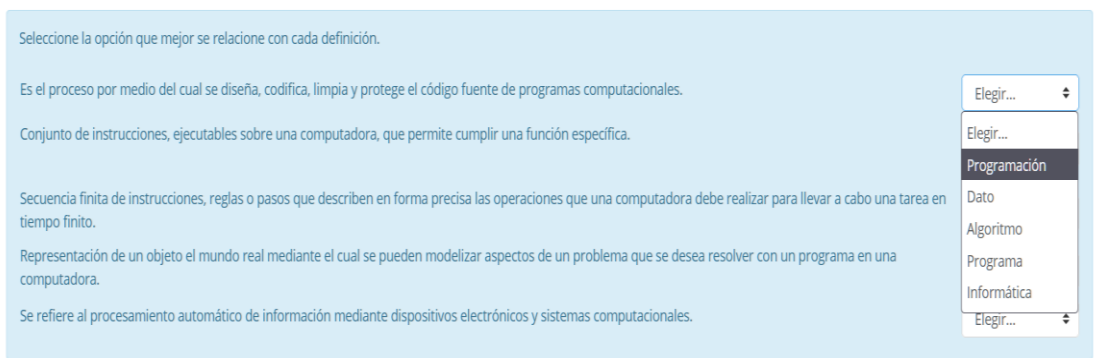 Seleccione la opción que mejor se relacione con cada definición.
Es el proceso por medio del cual se diseña, codifica, limpia y protege el código fuente de programas computacionales.
Elegir...
Conjunto de instrucciones, ejecutables sobre una computadora, que permite cumplir una función específica.
Elegir...
Programación
Dato
Algoritmo
Programa
Informática
Secuencia finita de instrucciones, reglas o pasos que describen en forma precisa las operaciones que una computadora debe realizar para llevar a cabo una tarea en
tiempo finito.
Representación de un objeto el mundo real mediante el cual se pueden modelizar aspectos de un problema que se desea resolver con un programa en una
computadora.
Se refiere al procesamiento automático de información mediante dispositivos electrónicos y sistemas computacionales.
Elegir...